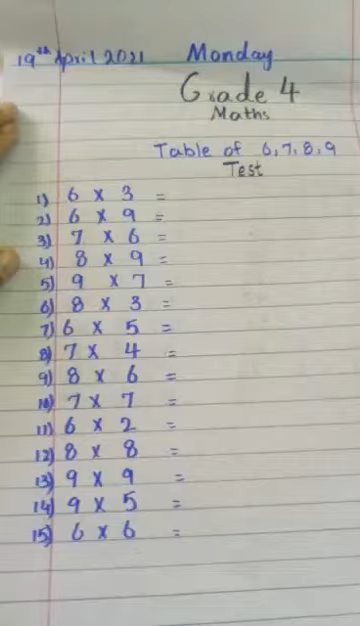 19th April 2021 Monday
Grade 4
Maths
Table of 6,7,8,9
Test
1) 6 x 3 =
2) 6 x 9 =
3) 7 x 6 =
4) 8 x 9 =
5) 9 x 7 =
6) 8 x 3 =
7) 6 x 5 =
8) 7 x 4 =
9) 8 x 6 =
10) 7 x 7 =
11) 6 x 2 =
12) 8 x 8 =
13) 9 x 9 =
14) 9 x 5 =
15) 6 x 6 =